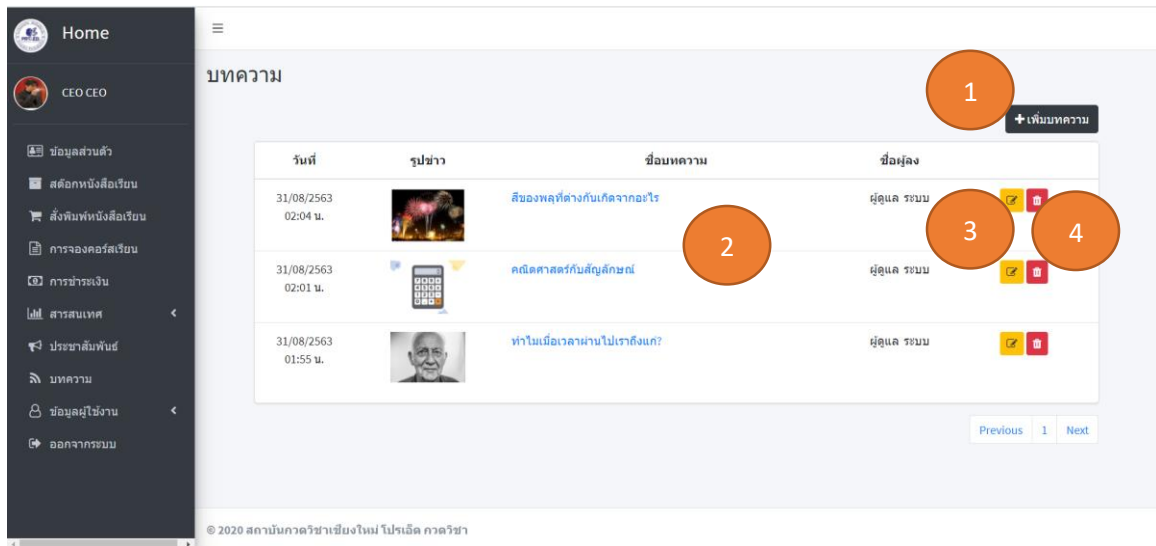 Home
CEO CEO
ข้อมูลส่วนตัว
สต๊อกหนังสือเรียน
สั่งพิมพ์หนังสือเรียน
การจองคอร์สเรียน
การชำระเงิน
สารสนเทศ
ประชาสัมพันธ์
บทความ
ข้อมูลผู้ใช้งาน
ออกจากระบบ
บทความ
1
เพิ่มบทความ
วันที่ รูปข่าว ชื่อบทความ ชื่อผู้ลง
31/08/2563 สีของพลุที่ต่างกันเกิดจากอะไร ผู้ดูแล ระบบ
02:04 น.
2 3 4
31/08/2563 คณิตศาสตร์กับสัญลักษณ์ ผู้ดูแล ระบบ
02:01 น.
31/08/2563 ทำไมเมื่อเวลาผ่านไปเราถึงแก่? ผู้ดูแล ระบบ
01:55 น.
Previous 1 Next
© 2020 สถาบันกวดวิชาเชียงใหม่ โปรเอ็ด กวดวิชา